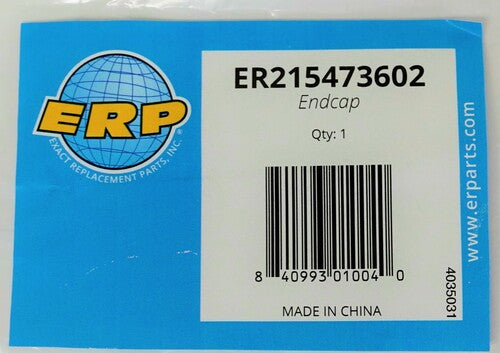 ERP
®
EXACT REPLACEMENT PARTS, INC.
ER215473602
Endcap
Qty: 1
8 40993 01004 0
MADE IN CHINA
www.erparts.com
4035031